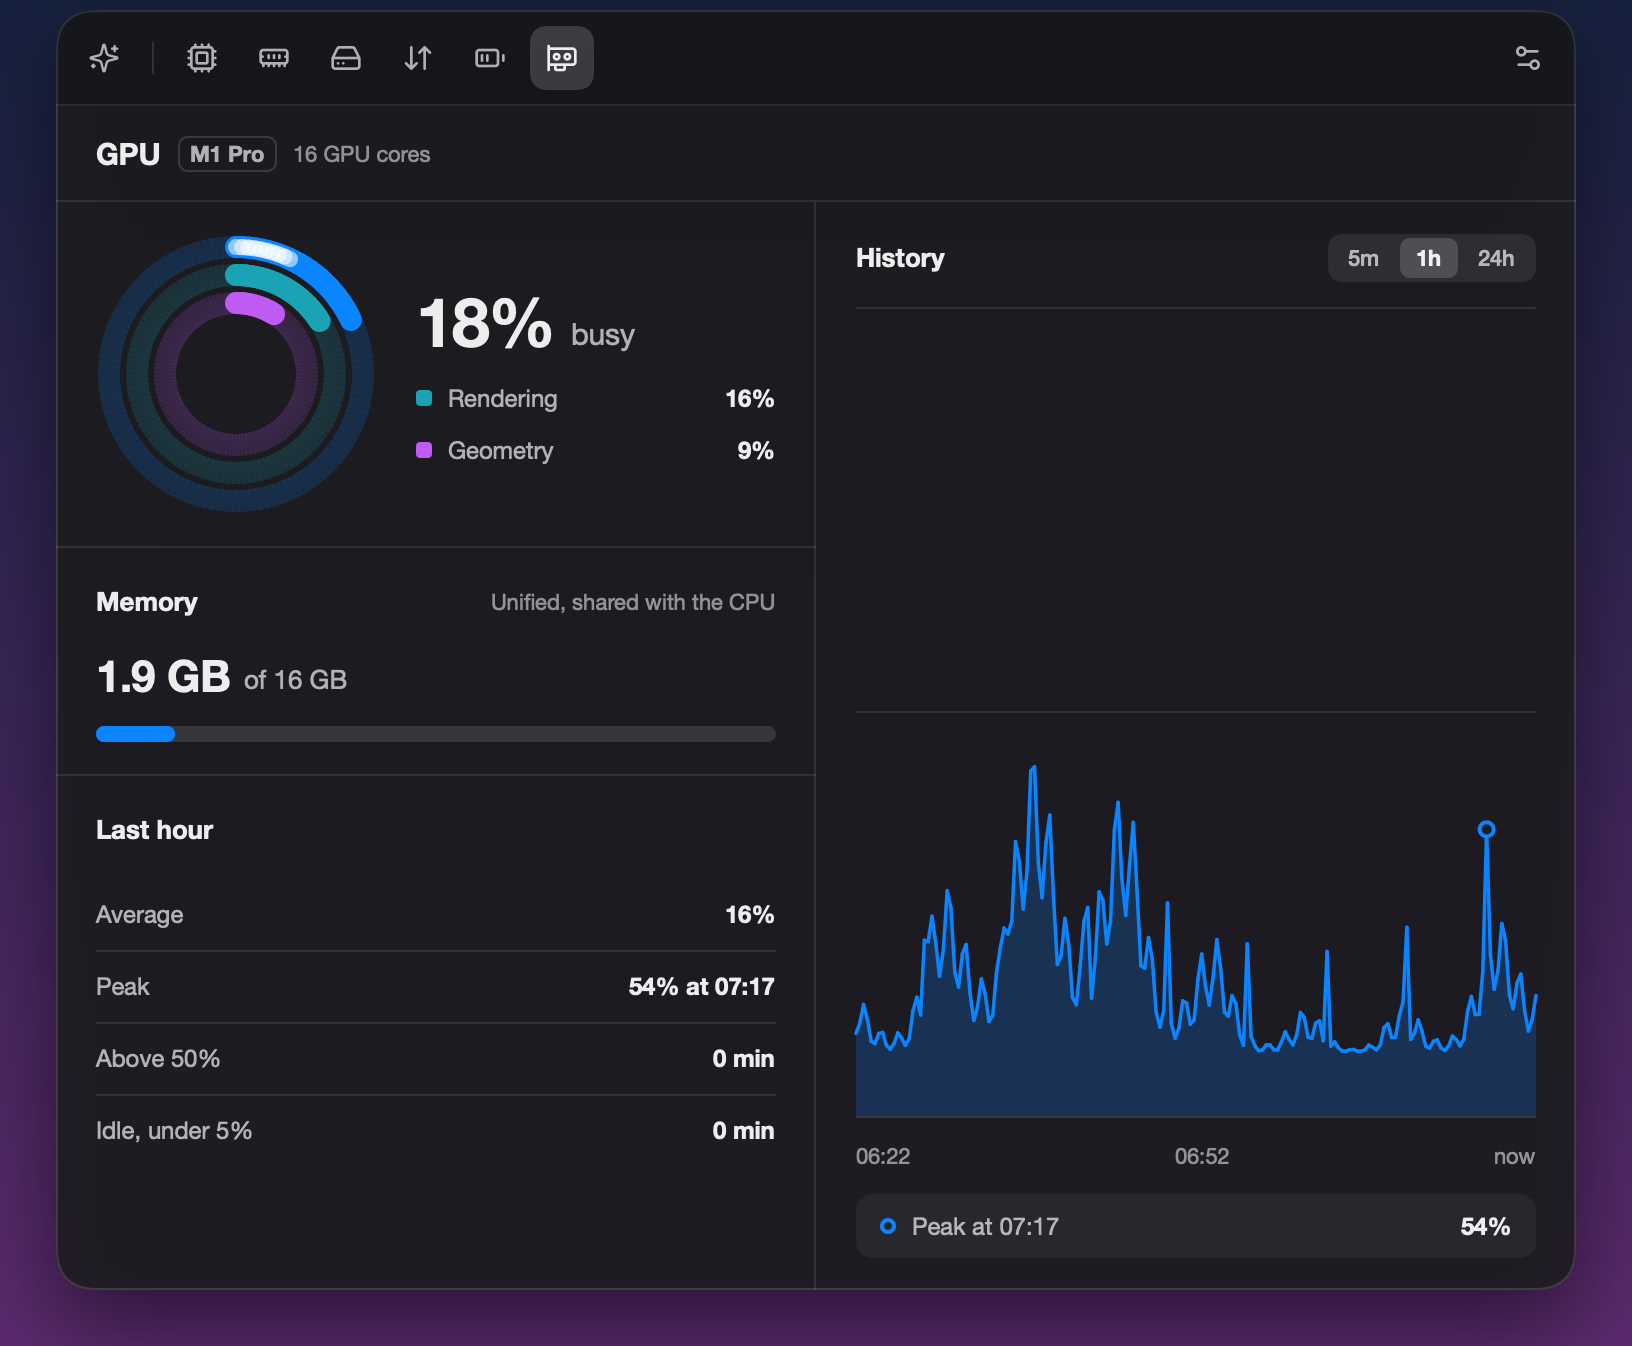 GPU M1 Pro 16 GPU cores
18% busy
Rendering 16%
Geometry 9%
Memory Unified, shared with the CPU
1.9 GB of 16 GB
Last hour
Average 16%
Peak 54% at 07:17
Above 50% 0 min
Idle, under 5% 0 min
History 5m 1h 24h
06:22 06:52 now
Peak at 07:17 54%